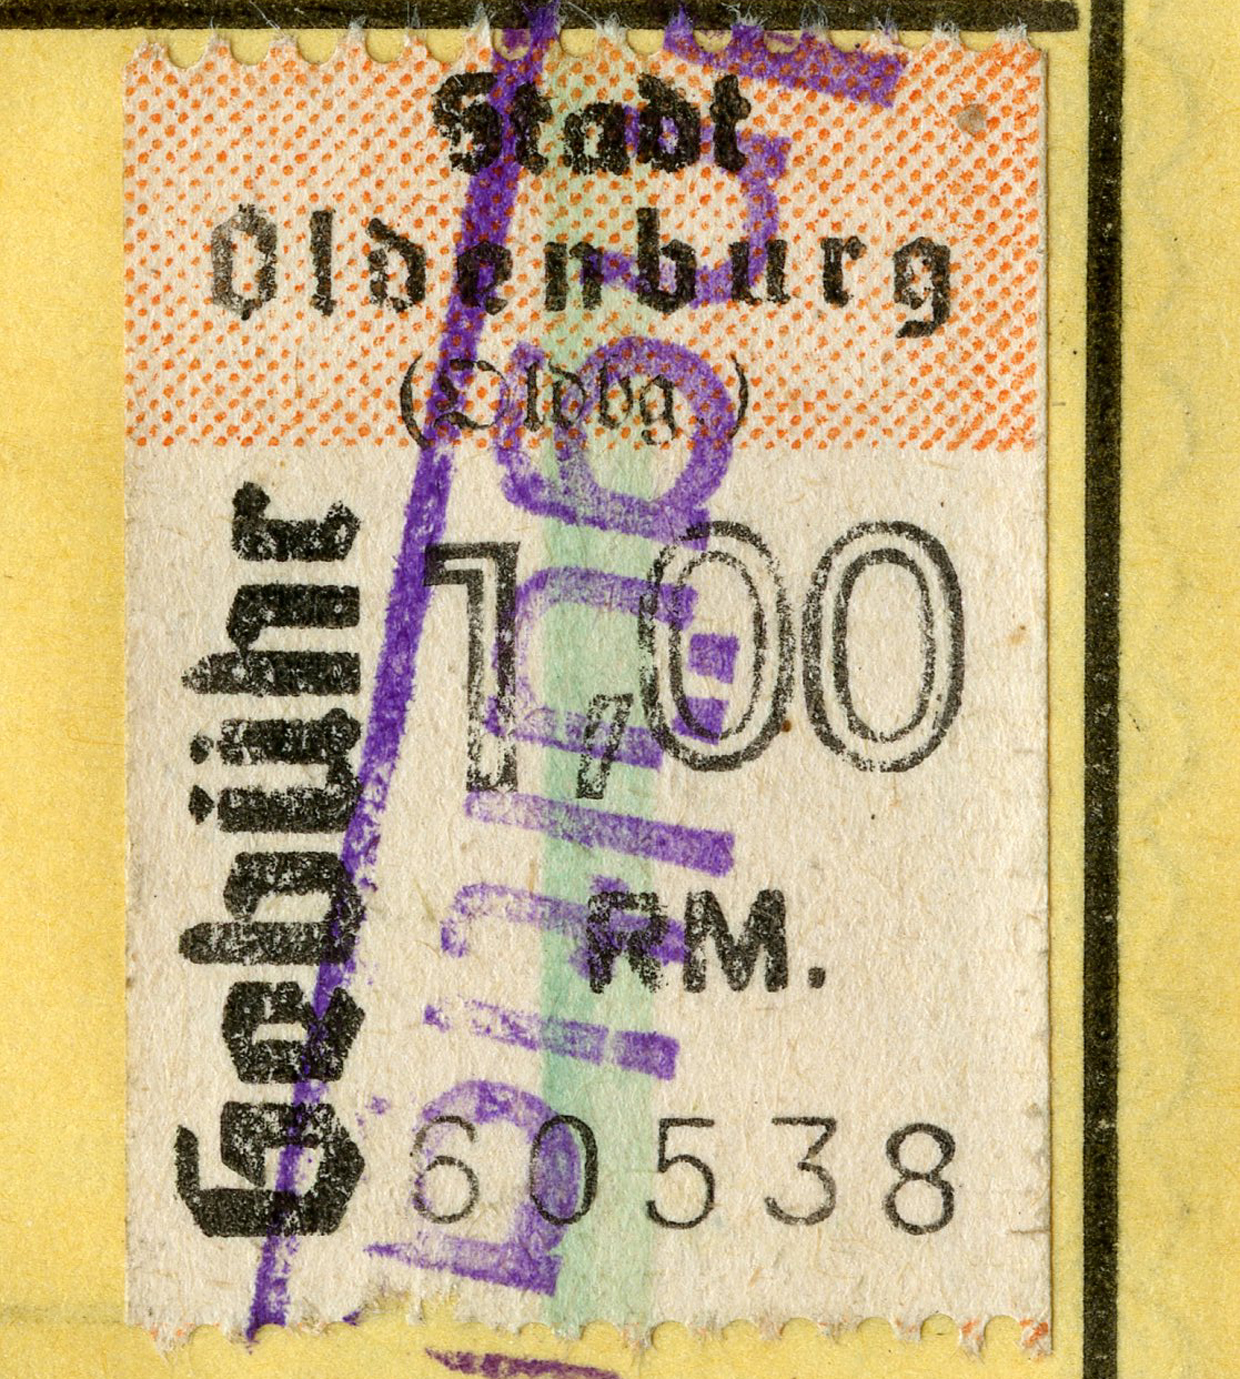 Stadt
Oldenburg
(Oldbg.)
Gebühr
1,00
RM.
60538